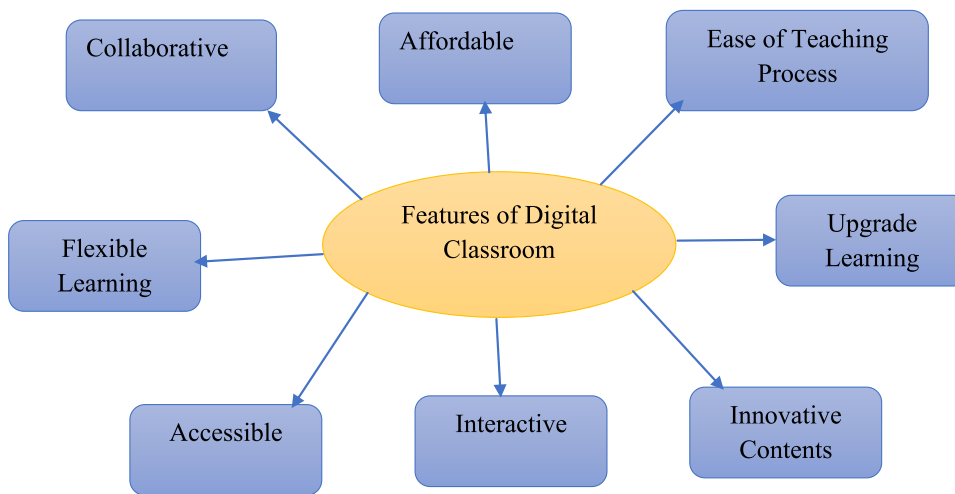 Collaborative
Affordable
Ease of Teaching
Process
Features of Digital
Classroom
Flexible
Learning
Upgrade
Learning
Accessible
Interactive
Innovative
Contents